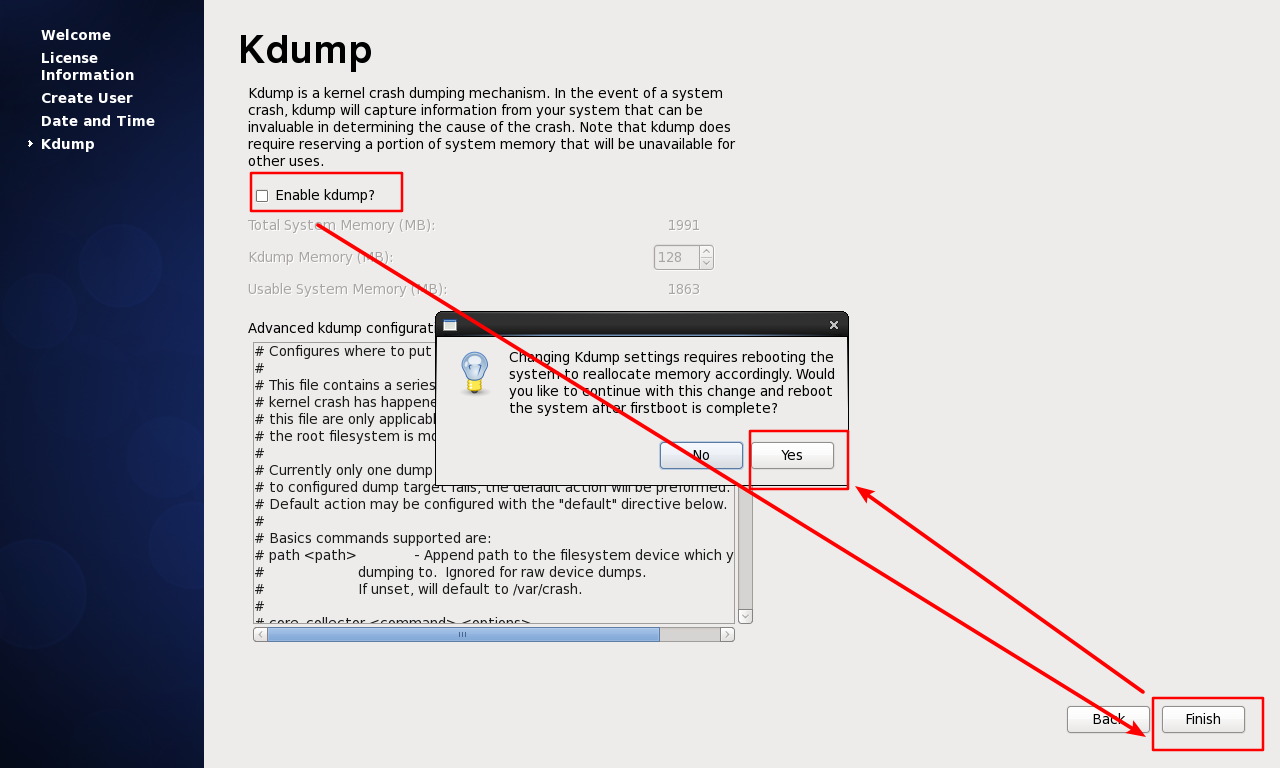 Welcome
License
Information
Create User
Date and Time
Kdump
Kdump
Kdump is a kernel crash dumping mechanism. In the event of a system
crash, kdump will capture information from your system that can be
invaluable in determining the cause of the crash. Note that kdump does
require reserving a portion of system memory that will be unavailable for
other uses.
Enable kdump?
Total System Memory (MB): 1991
Kdump Memory (MB): 128
Usable System Memory (MB): 1863
Advanced kdump configurat
# Configures where to put
#
# This file contains a series
# kernel crash has happene
# this file are only applicabl
# the root filesystem is mo
#
# Currently only one dump
# to configured dump target fails, the default action will be preformed.
# Default action may be configured with the "default" directive below.
#
# Basics commands supported are:
# path <path> - Append path to the filesystem device which y
# dumping to. Ignored for raw device dumps.
# If unset, will default to /var/crash.
#
# core_collector <command> <options>
Changing Kdump settings requires rebooting the
system to reallocate memory accordingly. Would
you like to continue with this change and reboot
the system after firstboot is complete?
No Yes
Back Finish